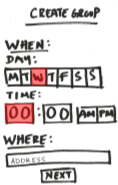 CREATE GROUP
WHEN:
DAY:
M T W T F S S
TIME:
00 : 00 AM PM
WHERE:
ADDRESS
NEXT